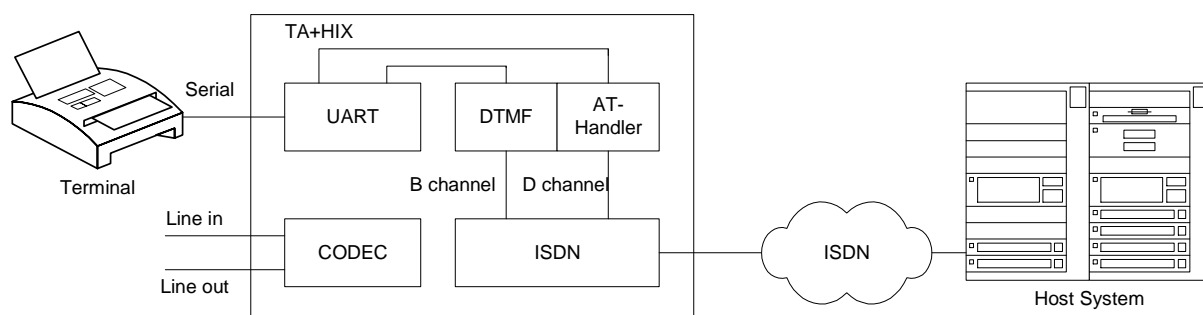 TA+HIX
Serial
UART
DTMF
AT-
Handler
Terminal
B channel
D channel
Line in
CODEC
ISDN
ISDN
Line out
Host System